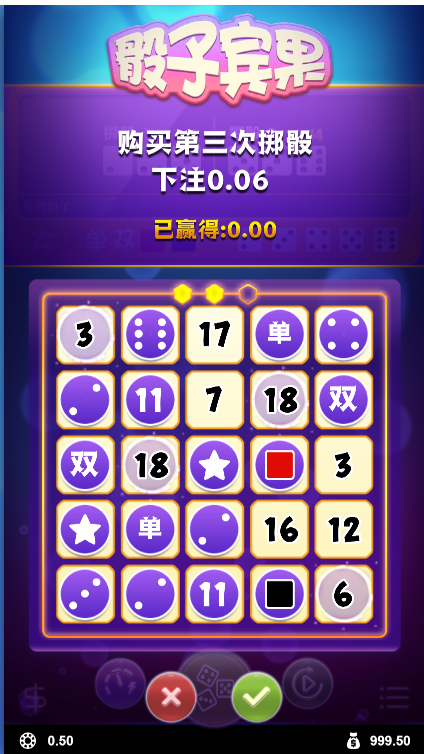 骰子宾果
购买第三次掷骰
下注0.06
已赢得:0.00
3 17 单
11 7 18 双
双 18 3
单 16 12
11 6
0.50 999.50